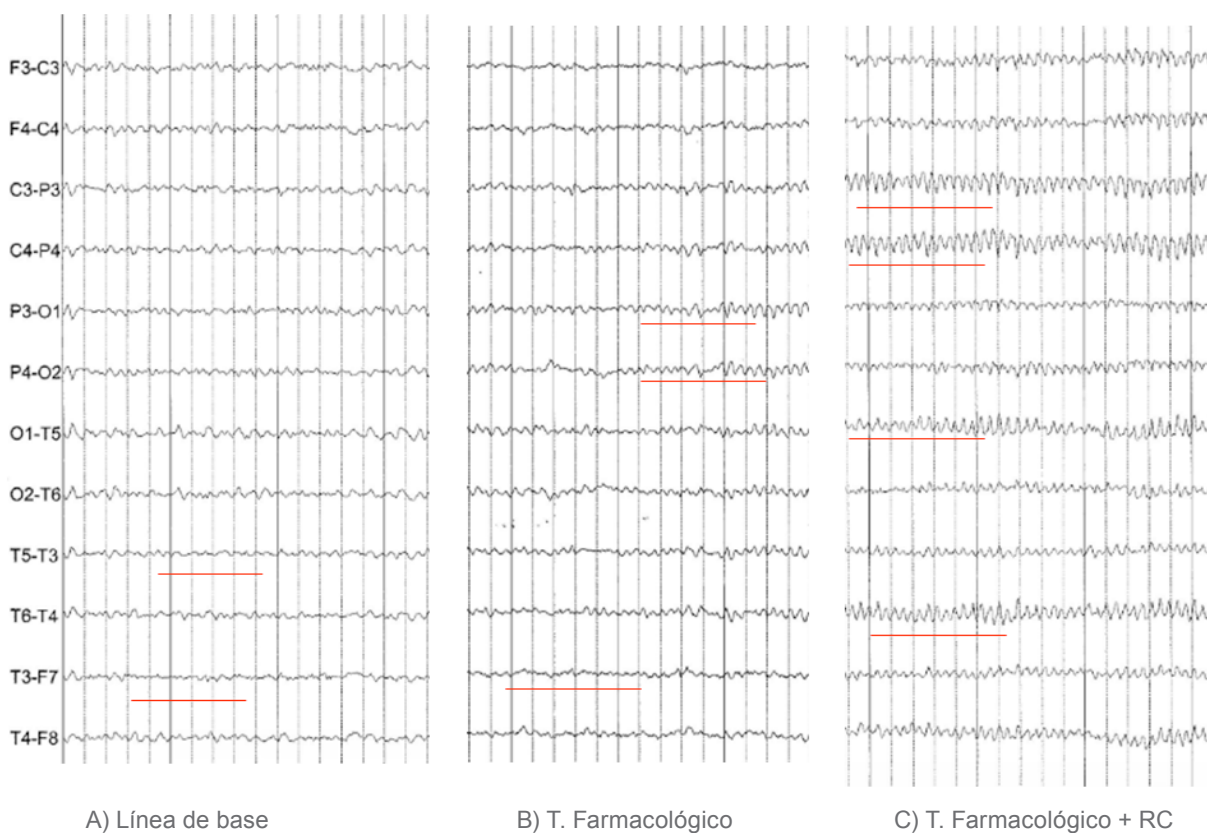 F3-C3
F4-C4
C3-P3
C4-P4
P3-O1
P4-O2
O1-T5
O2-T6
T5-T3
T6-T4
T3-F7
T4-F8
A) Línea de base
B) T. Farmacológico
C) T. Farmacológico + RC